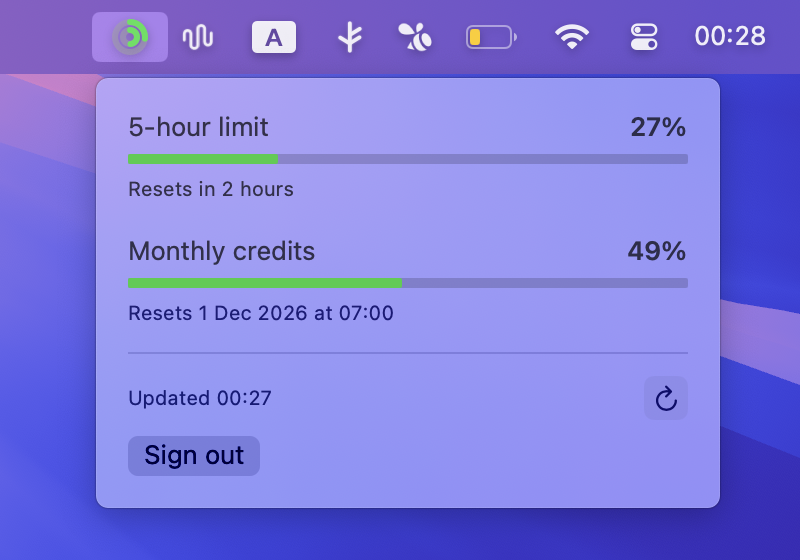 A
00:28
5-hour limit
27%
Resets in 2 hours
Monthly credits
49%
Resets 1 Dec 2026 at 07:00
Updated 00:27
Sign out